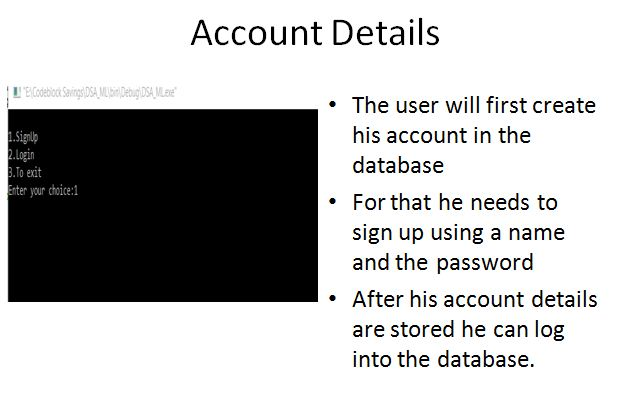 Account Details
"E:\Codeblock Savings\DSA_ML\bin\Debug\DSA_ML.exe"
1.SignUp
2.Login
3.To exit
Enter your choice:1
• The user will first create
his account in the
database
• For that he needs to
sign up using a name
and the password
• After his account details
are stored he can log
into the database.